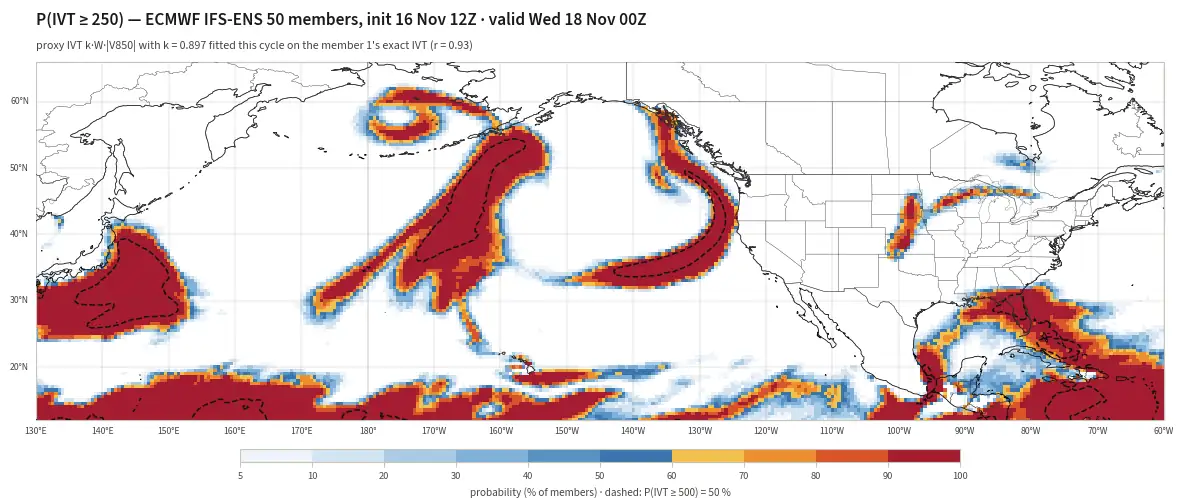 P(IVT ≥ 250) — ECMWF IFS-ENS 50 members, init 16 Nov 12Z · valid Wed 18 Nov 00Z
proxy IVT k·W·|V850| with k = 0.897 fitted this cycle on the member 1's exact IVT (r = 0.93)
60°N
50°N
40°N
30°N
20°N
130°E 140°E 150°E 160°E 170°E 180° 170°W 160°W 150°W 140°W 130°W 120°W 110°W 100°W 90°W 80°W 70°W 60°W
5 10 20 30 40 50 60 70 80 90 100
probability (% of members) · dashed: P(IVT ≥ 500) = 50 %